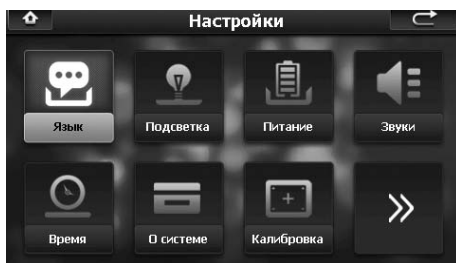 Настройки
Язык
Подсветка
Питание
Звуки
Время
О системе
Калибровка